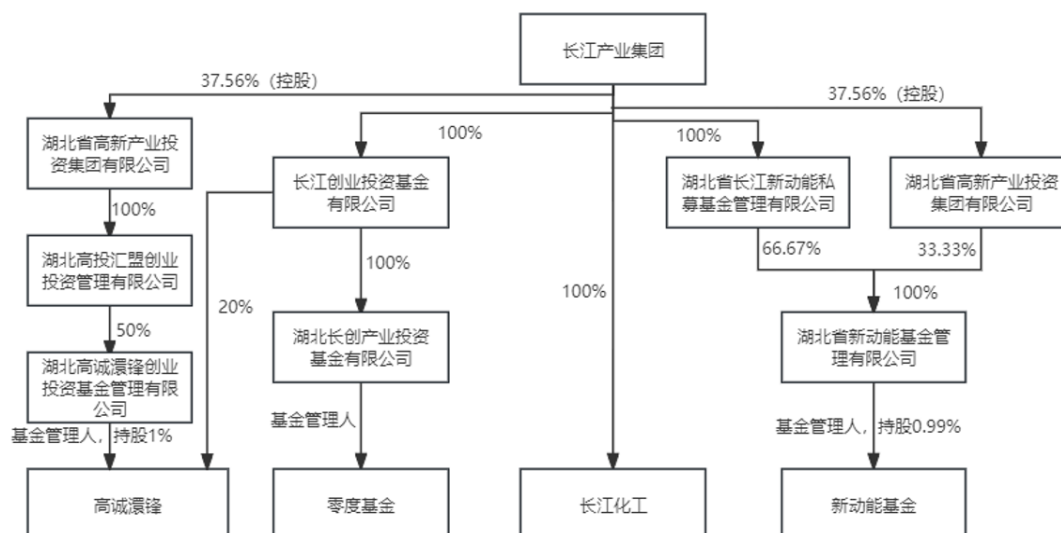 长江产业集团
37.56%（控股）
37.56%（控股）
100%
100%
湖北省高新产业投
资集团有限公司
长江创业投资基金
有限公司
湖北省长江新动能私
募基金管理有限公司
湖北省高新产业投资
集团有限公司
100%
66.67%
33.33%
湖北高投汇盟创业
投资管理有限公司
100%
20%
100%
100%
50%
湖北长创产业投资
基金有限公司
湖北省新动能基金管
理有限公司
湖北高诚澴锋创业
投资基金管理有限
公司
基金管理人，持股1%
基金管理人
基金管理人，持股0.99%
高诚澴锋
零度基金
长江化工
新动能基金